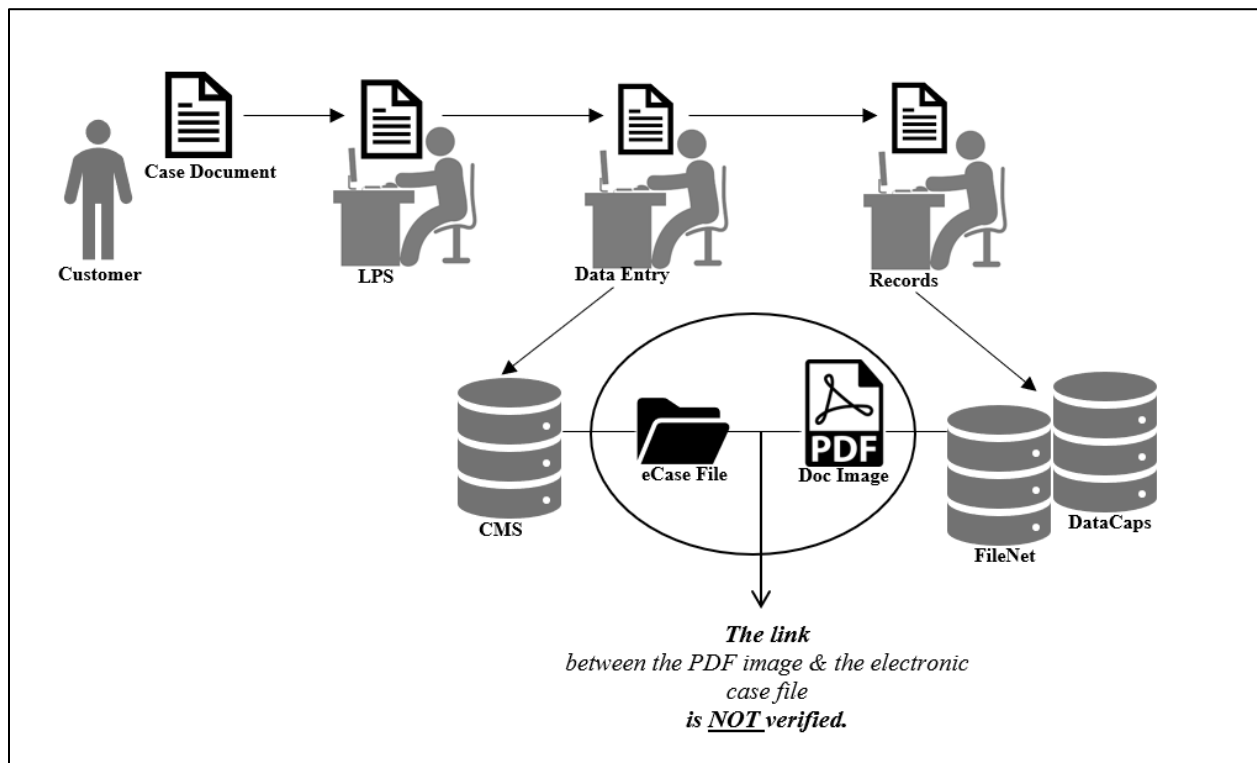 Case Document
Customer
LPS
Data Entry
Records
eCase File
PDF
Doc Image
CMS
FileNet
DataCaps
The link
between the PDF image & the electronic
case file
is NOT verified.